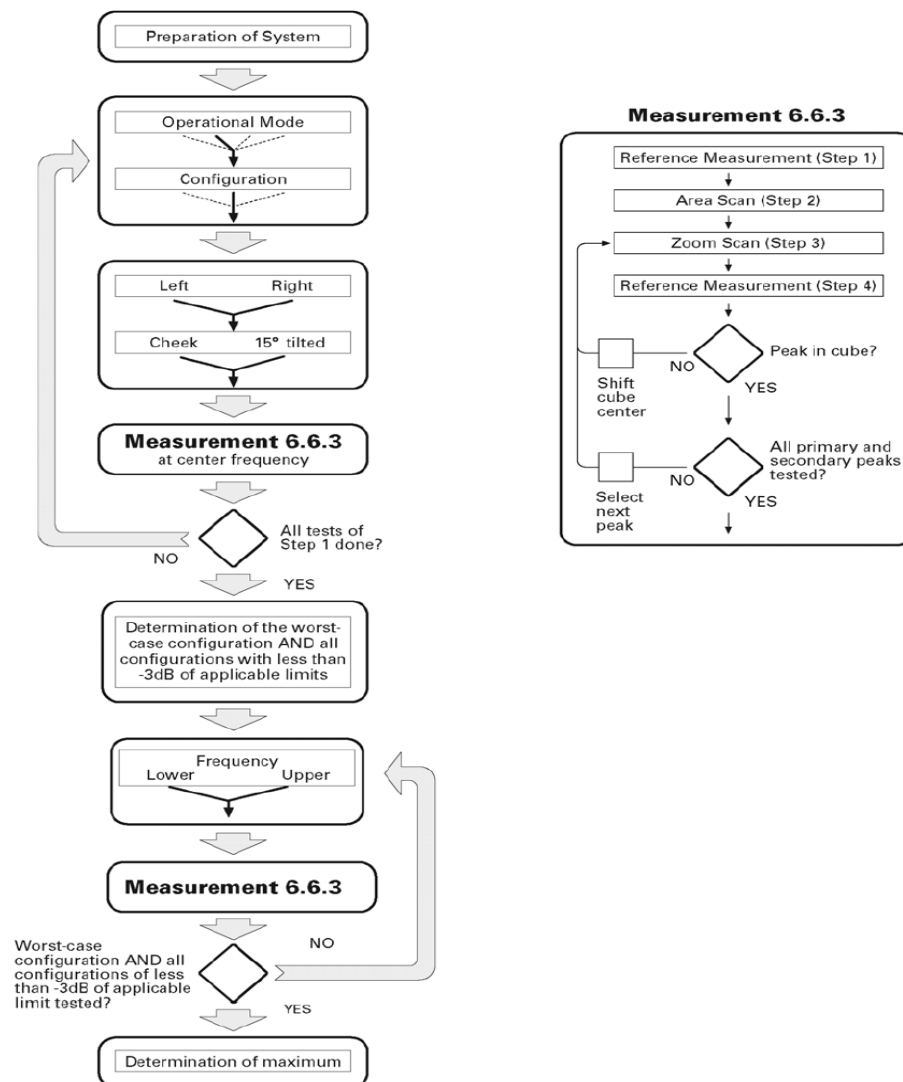 Preparation of System
Operational Mode
Configuration
Left Right
Cheek 15° tilted
Measurement 6.6.3
at center frequency
All tests of
Step 1 done?
NO
YES
Determination of the worst-
case configuration AND all
configurations with less than
-3dB of applicable limits
Frequency
Lower Upper
Measurement 6.6.3
Worst-case
configuration AND all
configurations of less
than -3dB of applicable
limit tested?
NO
YES
Determination of maximum
Measurement 6.6.3
Reference Measurement (Step 1)
Area Scan (Step 2)
Zoom Scan (Step 3)
Reference Measurement (Step 4)
Peak in cube?
NO
YES
Shift
cube
center
All primary and
secondary peaks
tested?
NO
YES
Select
next
peak